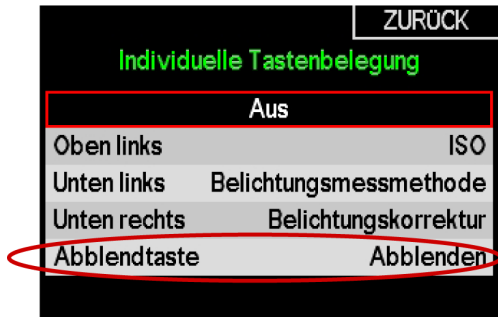 ZURÜCK
Individuelle Tastenbelegung
Aus
Oben links ISO
Unten links Belichtungsmessmethode
Unten rechts Belichtungskorrektur
Abblendtaste Abblenden